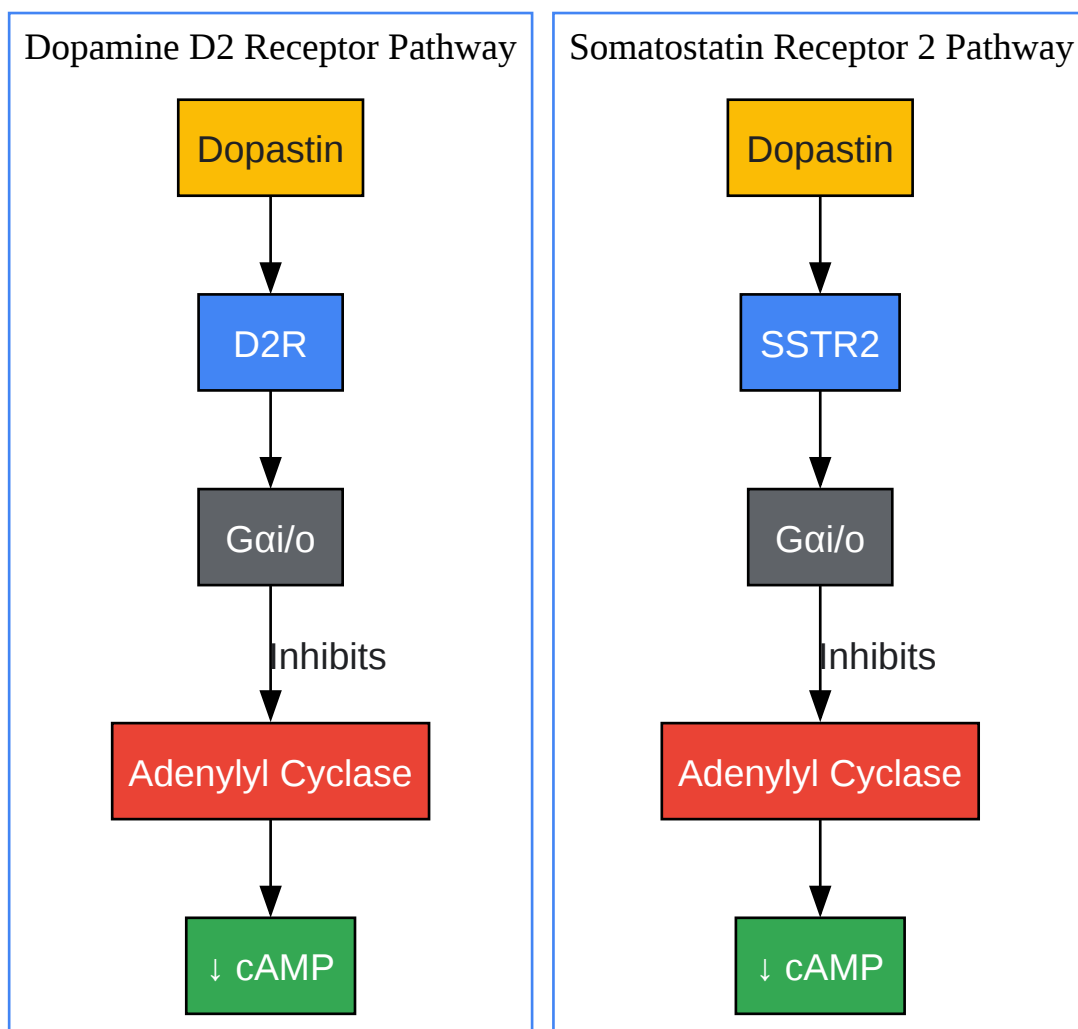 Dopamine D2 Receptor Pathway
Dopastin
D2R
Gαi/o
Inhibits
Adenylyl Cyclase
↓ cAMP
Somatostatin Receptor 2 Pathway
Dopastin
SSTR2
Gαi/o
Inhibits
Adenylyl Cyclase
↓ cAMP